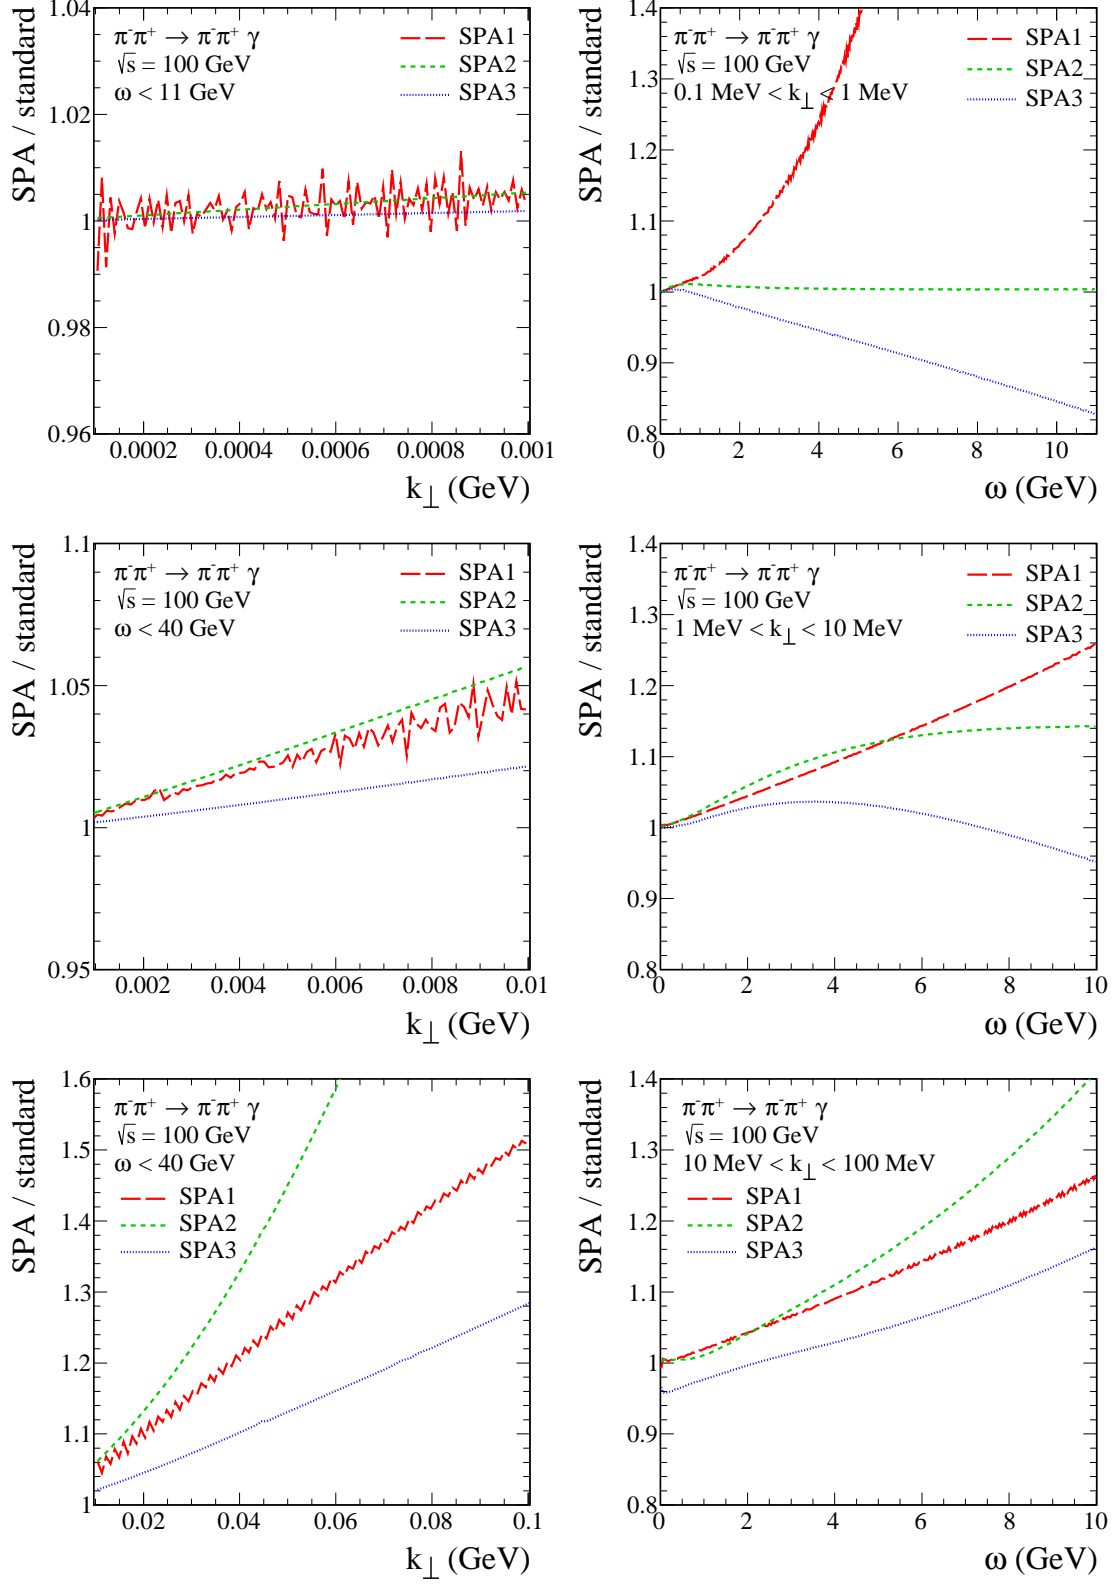 SPA / standard
1.04
1.02
1
0.98
0.96
π⁻π⁺ → π⁻π⁺ γ
√s = 100 GeV
ω < 11 GeV
SPA1
SPA2
SPA3
0.0002 0.0004 0.0006 0.0008 0.001
k⊥ (GeV)
SPA / standard
1.4
1.3
1.2
1.1
1
0.9
0.8
π⁻π⁺ → π⁻π⁺ γ
√s = 100 GeV
0.1 MeV < k⊥ < 1 MeV
SPA1
SPA2
SPA3
0 2 4 6 8 10
ω (GeV)
SPA / standard
1.1
1.05
1
0.95
π⁻π⁺ → π⁻π⁺ γ
√s = 100 GeV
ω < 40 GeV
SPA1
SPA2
SPA3
0.002 0.004 0.006 0.008 0.01
k⊥ (GeV)
SPA / standard
1.4
1.3
1.2
1.1
1
0.9
0.8
π⁻π⁺ → π⁻π⁺ γ
√s = 100 GeV
1 MeV < k⊥ < 10 MeV
SPA1
SPA2
SPA3
0 2 4 6 8 10
ω (GeV)
SPA / standard
1.6
1.5
1.4
1.3
1.2
1.1
1
π⁻π⁺ → π⁻π⁺ γ
√s = 100 GeV
ω < 40 GeV
SPA1
SPA2
SPA3
0.02 0.04 0.06 0.08 0.1
k⊥ (GeV)
SPA / standard
1.4
1.3
1.2
1.1
1
0.9
0.8
π⁻π⁺ → π⁻π⁺ γ
√s = 100 GeV
10 MeV < k⊥ < 100 MeV
SPA1
SPA2
SPA3
0 2 4 6 8 10
ω (GeV)